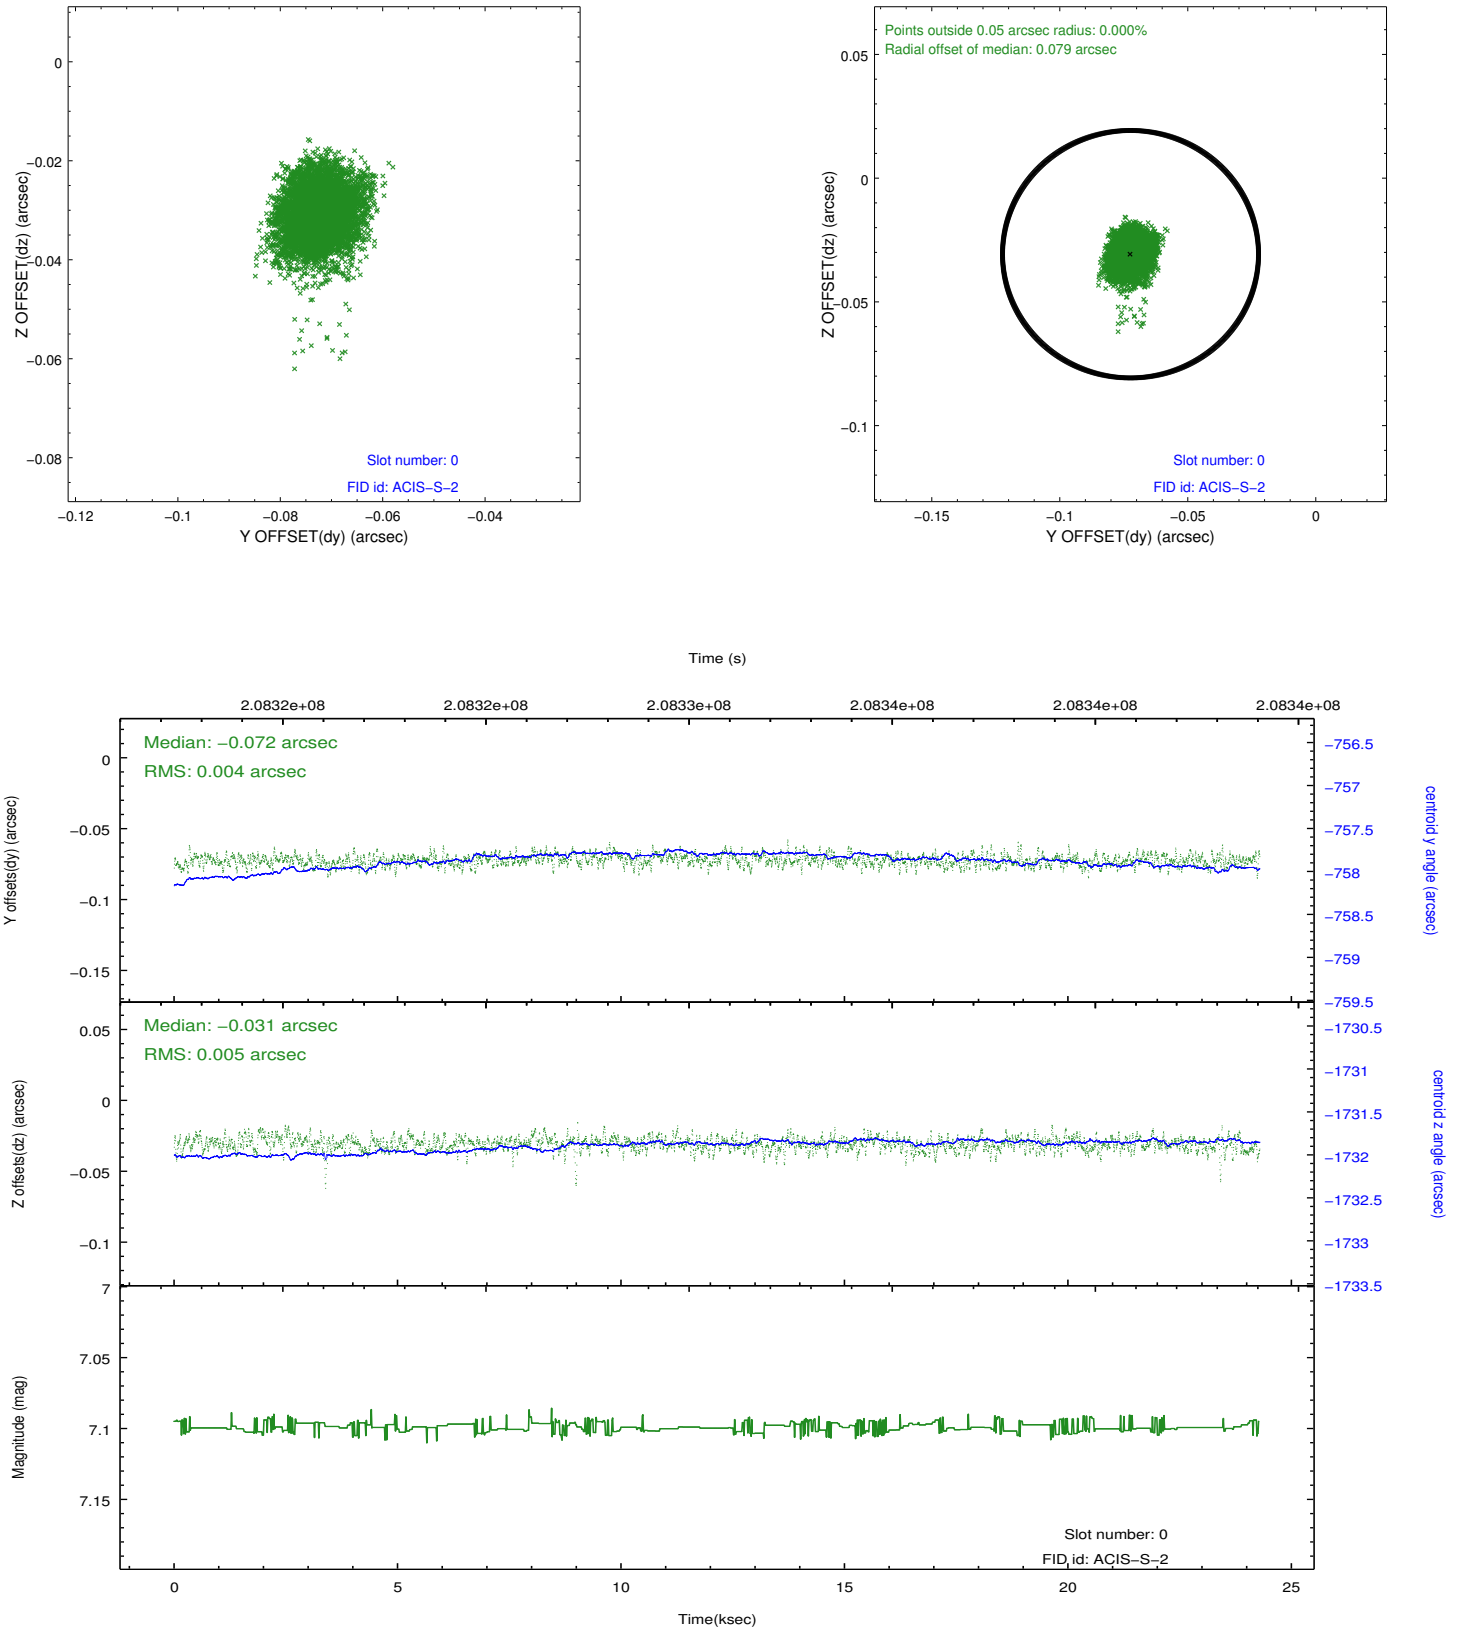 0
−0.02
−0.04
−0.06
−0.08
Z OFFSET(dz) (arcsec)
Slot number: 0
FID id: ACIS−S−2
−0.12
−0.1
−0.08
−0.06
−0.04
Y OFFSET(dy) (arcsec)
Points outside 0.05 arcsec radius: 0.000%
Radial offset of median: 0.079 arcsec
0.05
0
−0.05
−0.1
Z OFFSET(dz) (arcsec)
Slot number: 0
FID id: ACIS−S−2
−0.15
−0.1
−0.05
0
Y OFFSET(dy) (arcsec)
Time (s)
2.0832e+08
2.0832e+08
2.0833e+08
2.0834e+08
2.0834e+08
2.0834e+08
Median: −0.072 arcsec
RMS: 0.004 arcsec
0
−0.05
−0.1
−0.15
Y offsets(dy) (arcsec)
−756.5
−757
−757.5
−758
−758.5
−759
−759.5
centroid y angle (arcsec)
Median: −0.031 arcsec
RMS: 0.005 arcsec
0.05
0
−0.05
−0.1
Z offsets(dz) (arcsec)
−1730.5
−1731
−1731.5
−1732
−1732.5
−1733
−1733.5
centroid z angle (arcsec)
7
7.05
7.1
7.15
Magnitude (mag)
Slot number: 0
FID id: ACIS−S−2
0
5
10
15
20
25
Time(ksec)